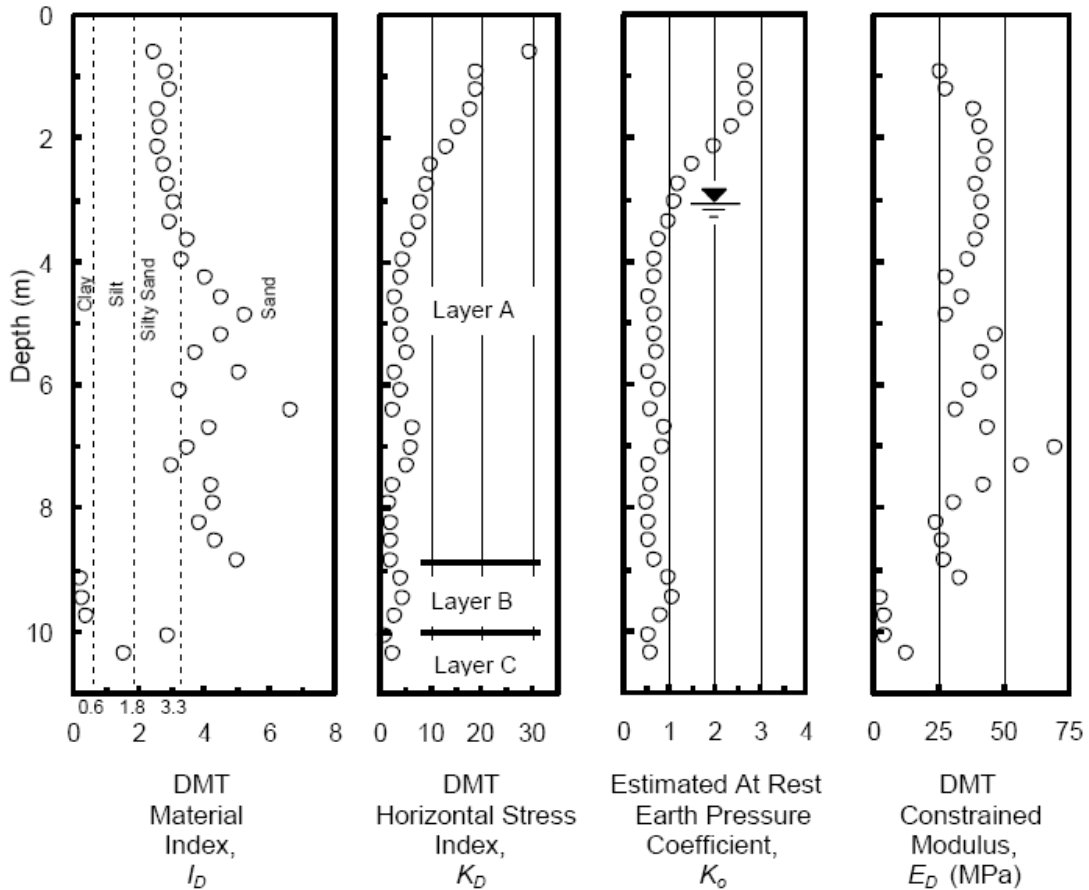 Depth (m)
0
2
4
6
8
10
Clay
Silt
Silty Sand
Sand
0.6 1.8 3.3
0 2 4 6 8
DMT
Material
Index,
I_D
Layer A
Layer B
Layer C
0 10 20 30
DMT
Horizontal Stress
Index,
K_D
0 1 2 3 4
Estimated At Rest
Earth Pressure
Coefficient,
K_o
0 25 50 75
DMT
Constrained
Modulus,
E_D (MPa)